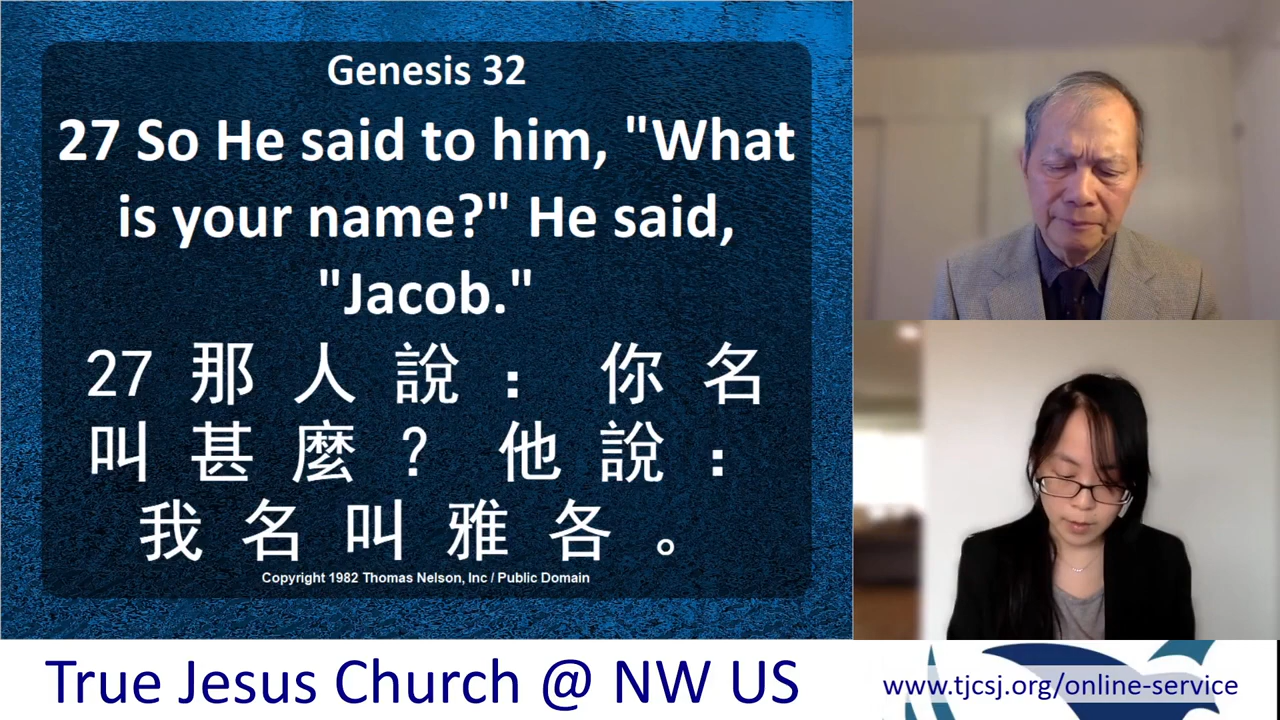 Genesis 32
27 So He said to him, "What
is your name?" He said,
"Jacob."
27 那 人 說 ： 你 名
叫 甚 麼 ？ 他 說 ：
我 名 叫 雅 各 。
Copyright 1982 Thomas Nelson, Inc / Public Domain
True Jesus Church @ NW US
www.tjcsj.org/online-service